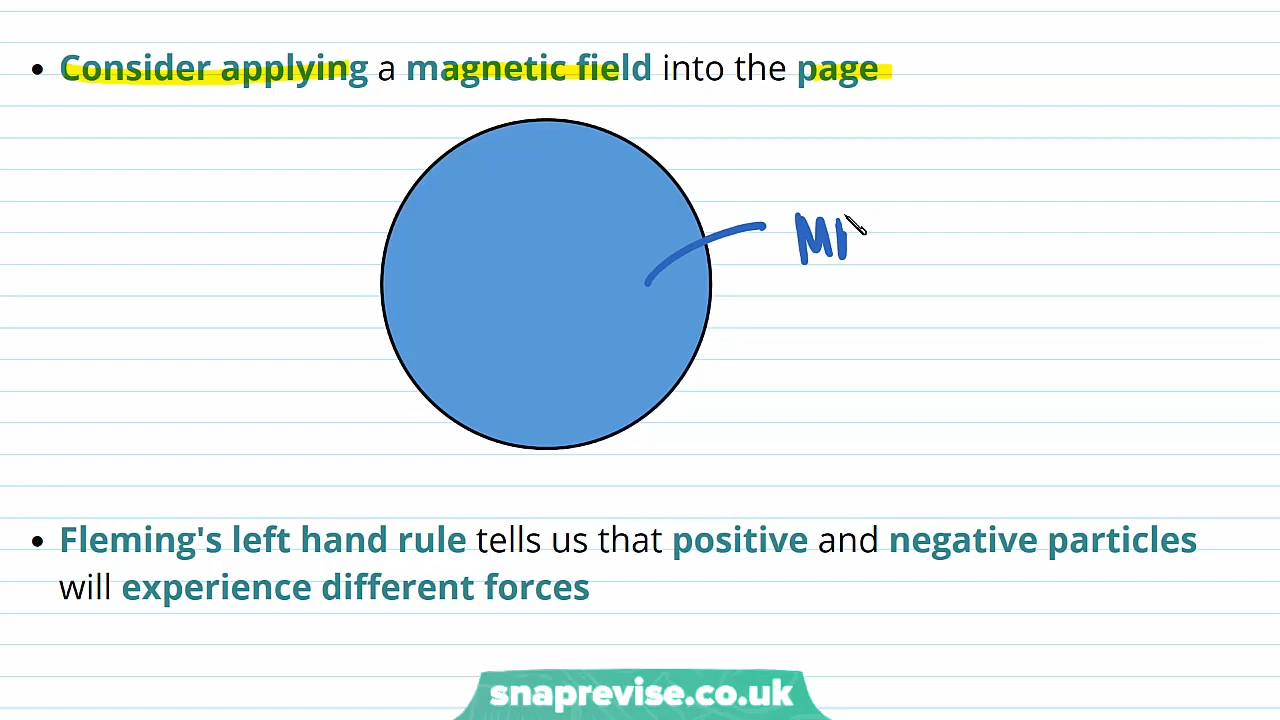 • Consider applying a magnetic field into the page
MI
• Fleming's left hand rule tells us that positive and negative particles
will experience different forces
snaprevise.co.uk